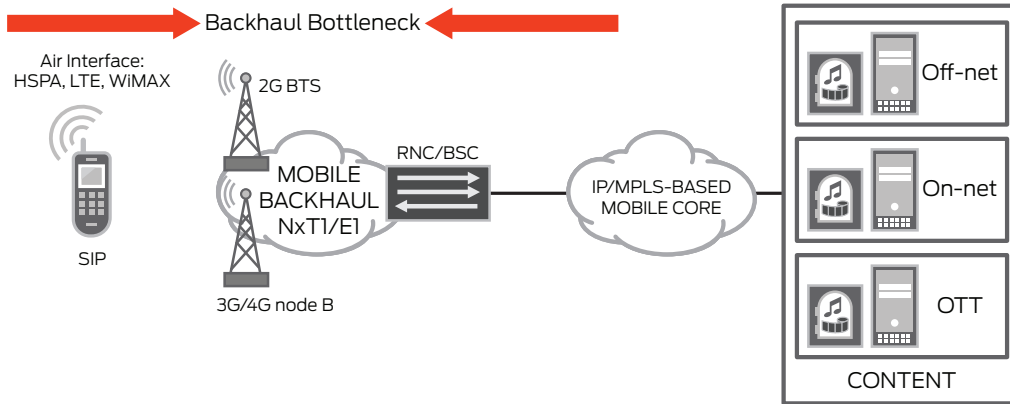 Backhaul Bottleneck
Air Interface:
HSPA, LTE, WiMAX
SIP
2G BTS
MOBILE
BACKHAUL
NxT1/E1
3G/4G node B
RNC/BSC
IP/MPLS-BASED
MOBILE CORE
Off-net
On-net
OTT
CONTENT